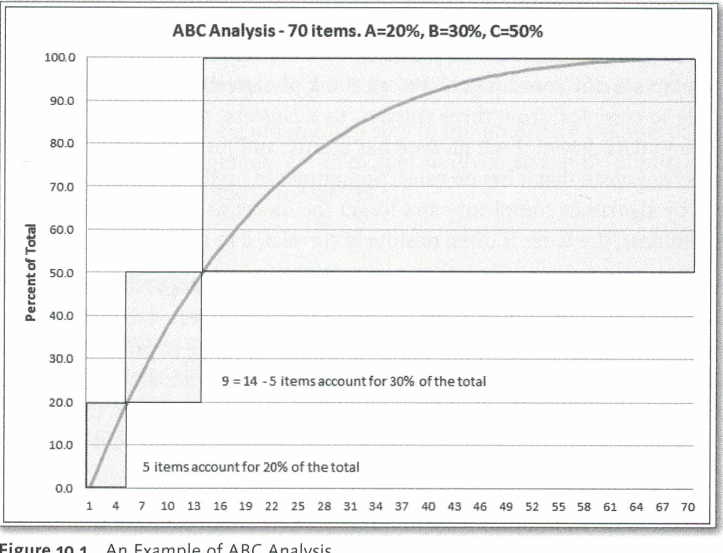 ABC Analysis - 70 items. A=20%, B=30%, C=50%
100.0
90.0
80.0
70.0
60.0
50.0
40.0
30.0
20.0
10.0
0.0
Percent of Total
9 = 14 - 5 items account for 30% of the total
5 items account for 20% of the total
1 4 7 10 13 16 19 22 25 28 31 34 37 40 43 46 49 52 55 58 61 64 67 70
Figure 10.1 An Example of ABC Analysis